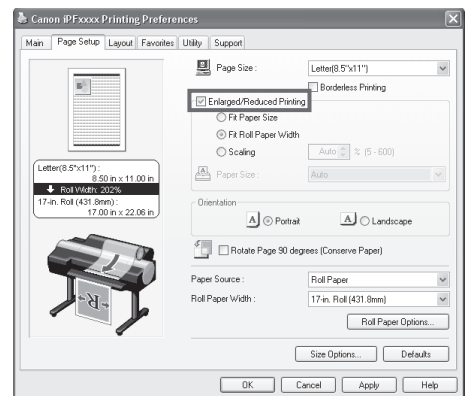 Canon iPFxxxx Printing Preferences
Main Page Setup Layout Favorites Utility Support
Page Size : Letter(8.5"x11")
Borderless Printing
Enlarged/Reduced Printing
Fit Paper Size
Fit Roll Paper Width
Scaling Auto % (5 - 600)
Paper Size : Auto
Letter(8.5"x11") :
8.50 in x 11.00 in
Roll Width: 202%
17-in. Roll (431.8mm) :
17.00 in x 22.06 in
Orientation
A Portrait A Landscape
Rotate Page 90 degrees (Conserve Paper)
R
Paper Source : Roll Paper
Roll Paper Width : 17-in. Roll (431.8mm)
Roll Paper Options...
Size Options... Defaults
OK Cancel Apply Help